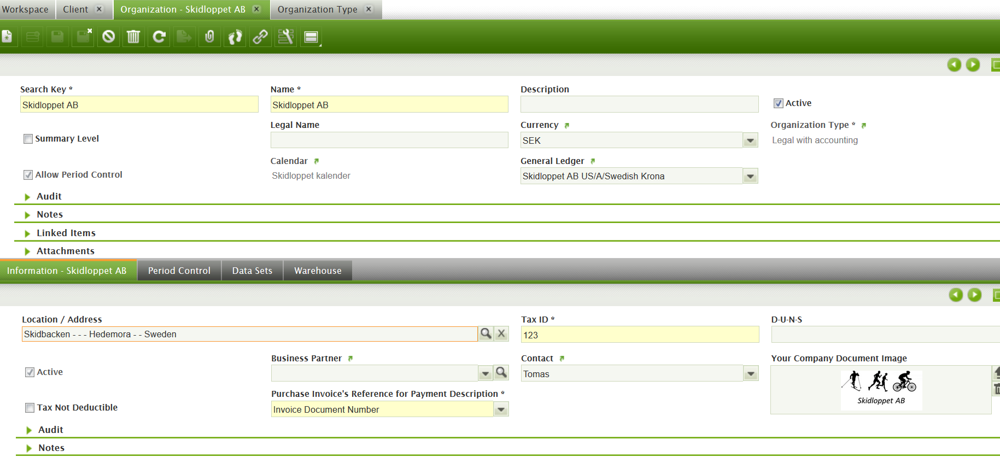 Workspace Client Organization - Skidloppet AB Organization Type
Search Key * Name * Description
Skidloppet AB Skidloppet AB Active
Legal Name Currency Organization Type *
Summary Level SEK Legal with accounting
Calendar General Ledger
Allow Period Control Skidloppet kalender Skidloppet AB US/A/Swedish Krona
Audit
Notes
Linked Items
Attachments
Information - Skidloppet AB Period Control Data Sets Warehouse
Location / Address Tax ID * D-U-N-S
Skidbacken - - - Hedemora - - Sweden 123
Business Partner Contact Your Company Document Image
Active Tomas
Skidloppet AB
Purchase Invoice's Reference for Payment Description *
Tax Not Deductible Invoice Document Number
Audit
Notes